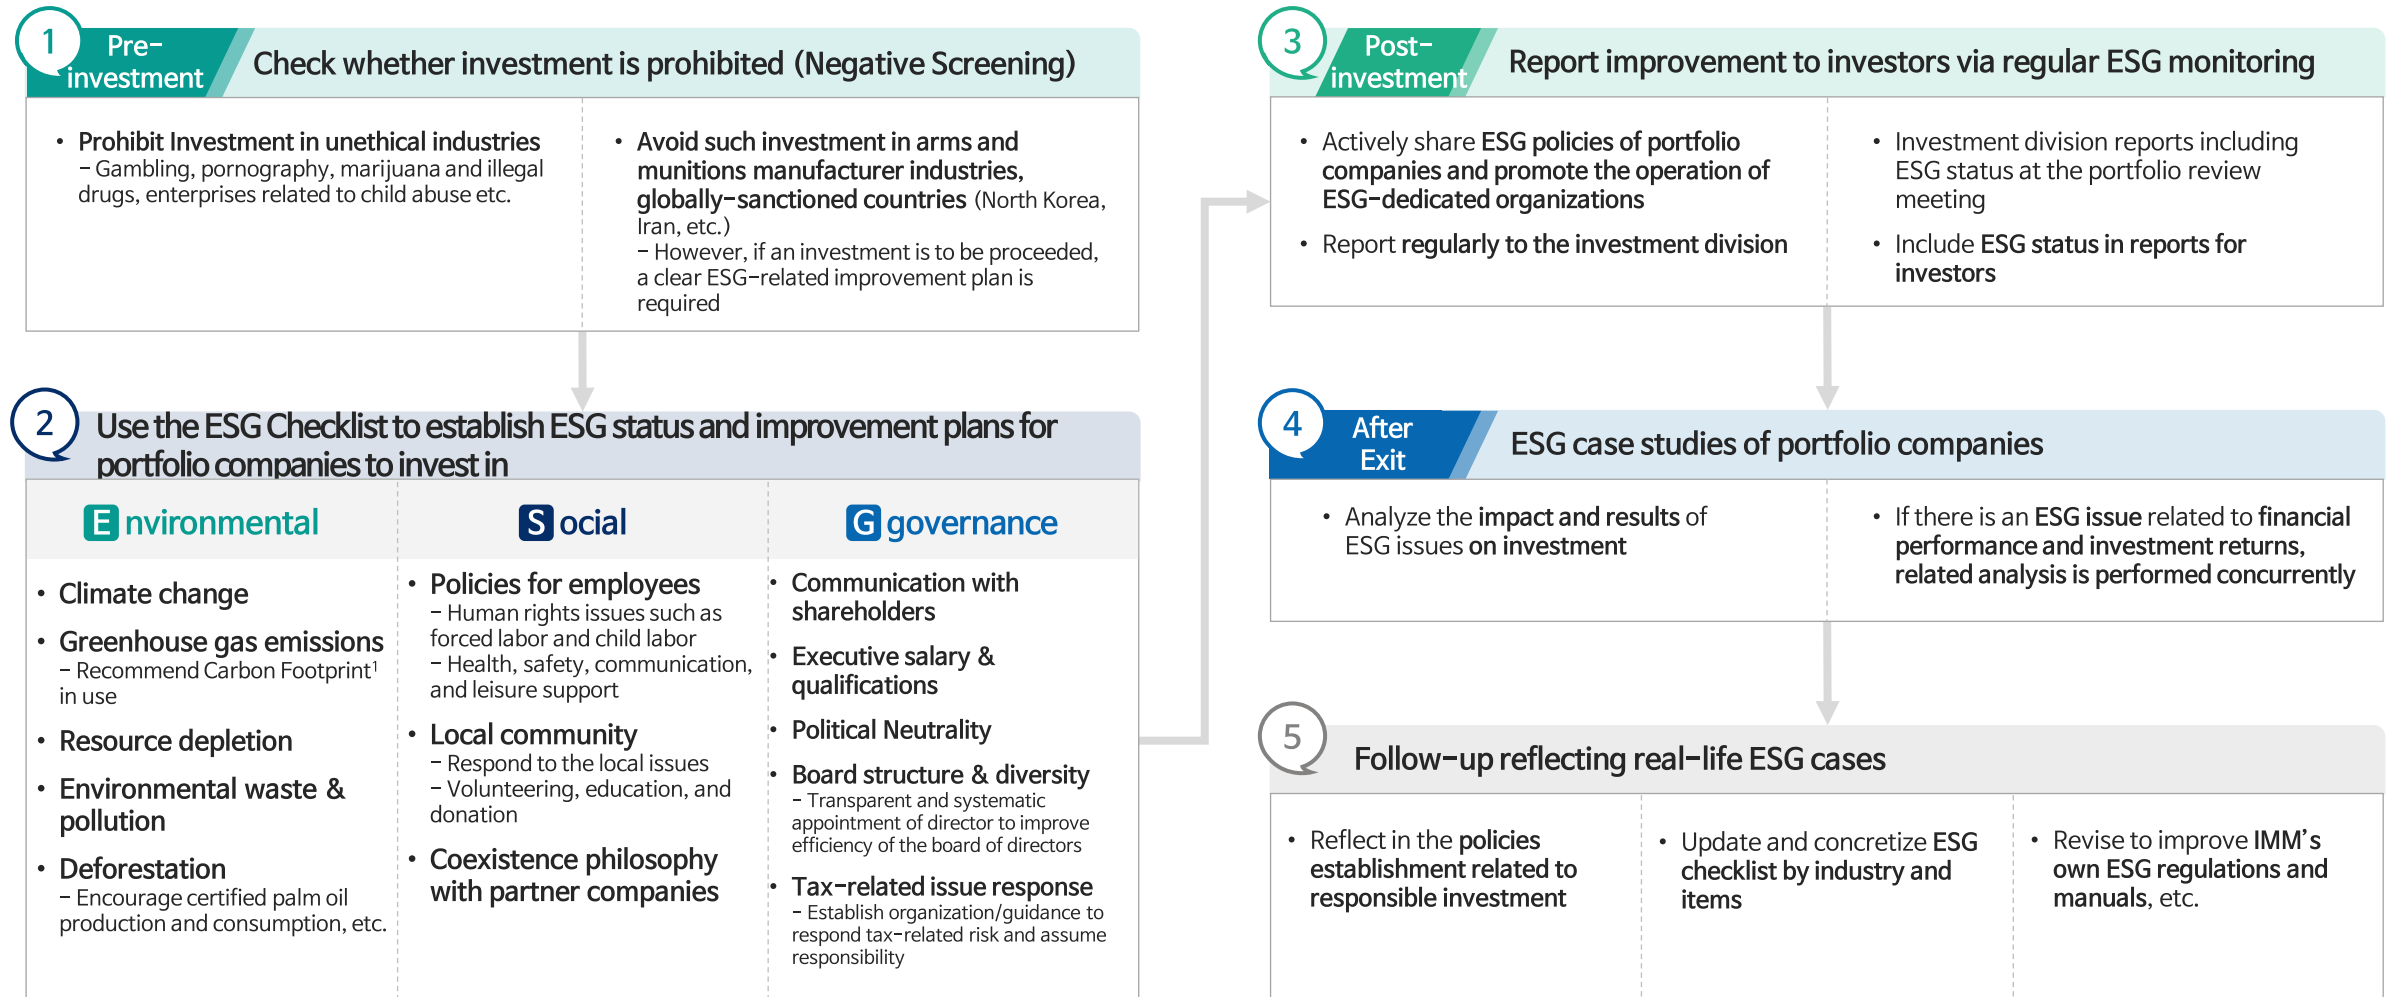 1
Pre-
investment
Check whether investment is prohibited (Negative Screening)
• Prohibit Investment in unethical industries
- Gambling, pornography, marijuana and illegal
drugs, enterprises related to child abuse etc.
• Avoid such investment in arms and
munitions manufacturer industries,
globally-sanctioned countries (North Korea,
Iran, etc.)
- However, if an investment is to be proceeded,
a clear ESG-related improvement plan is
required
2
Use the ESG Checklist to establish ESG status and improvement plans for
portfolio companies to invest in
E nvironmental
• Climate change
• Greenhouse gas emissions
- Recommend Carbon Footprint¹
in use
• Resource depletion
• Environmental waste &
pollution
• Deforestation
- Encourage certified palm oil
production and consumption, etc.
S ocial
• Policies for employees
- Human rights issues such as
forced labor and child labor
- Health, safety, communication,
and leisure support
• Local community
- Respond to the local issues
- Volunteering, education, and
donation
• Coexistence philosophy
with partner companies
G governance
• Communication with
shareholders
• Executive salary &
qualifications
• Political Neutrality
• Board structure & diversity
- Transparent and systematic
appointment of director to improve
efficiency of the board of directors
• Tax-related issue response
- Establish organization/guidance to
respond tax-related risk and assume
responsibility
3
Post-
investment
Report improvement to investors via regular ESG monitoring
• Actively share ESG policies of portfolio
companies and promote the operation of
ESG-dedicated organizations
• Report regularly to the investment division
• Investment division reports including
ESG status at the portfolio review
meeting
• Include ESG status in reports for
investors
4
After
Exit
ESG case studies of portfolio companies
• Analyze the impact and results of
ESG issues on investment
• If there is an ESG issue related to financial
performance and investment returns,
related analysis is performed concurrently
5
Follow-up reflecting real-life ESG cases
• Reflect in the policies
establishment related to
responsible investment
• Update and concretize ESG
checklist by industry and
items
• Revise to improve IMM's
own ESG regulations and
manuals, etc.